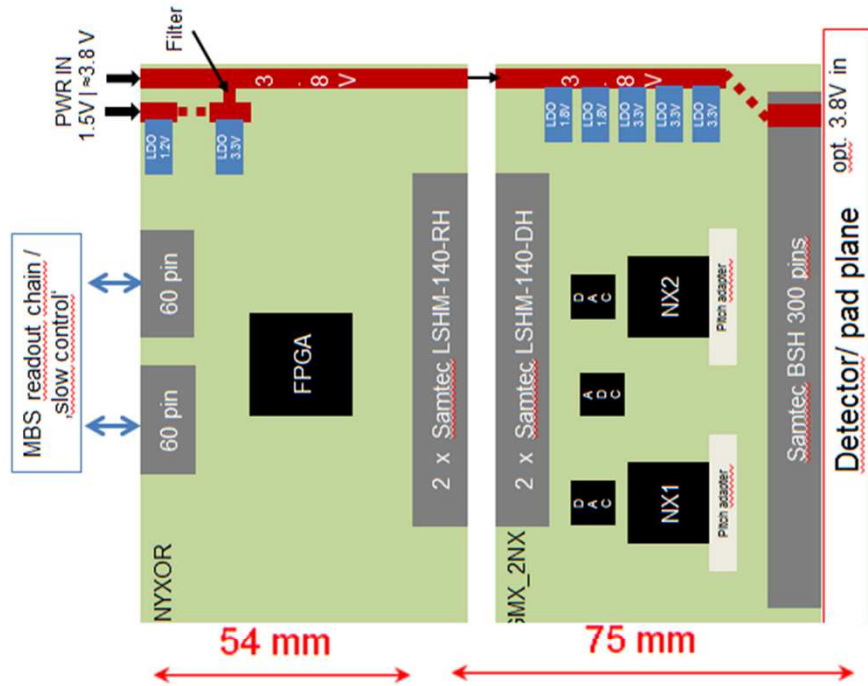 PWR IN
1.5V | ≈3.8 V
Filter
3.8V
LDO
1.2V
LDO
3.3V
MBS readout chain /
‚slow control'
60 pin
60 pin
FPGA
2 x Samtec LSHM-140-RH
NYXOR
54 mm
3.8V
LDO
1.8V
LDO
1.8V
LDO
3.3V
LDO
3.3V
LDO
3.3V
2 x Samtec LSHM-140-DH
DAC
ADC
DAC
NX2
NX1
Pitch adapter
Pitch adapter
Samtec BSH 300 pins
GMX_2NX
75 mm
opt. 3.8V in
Detector/ pad plane